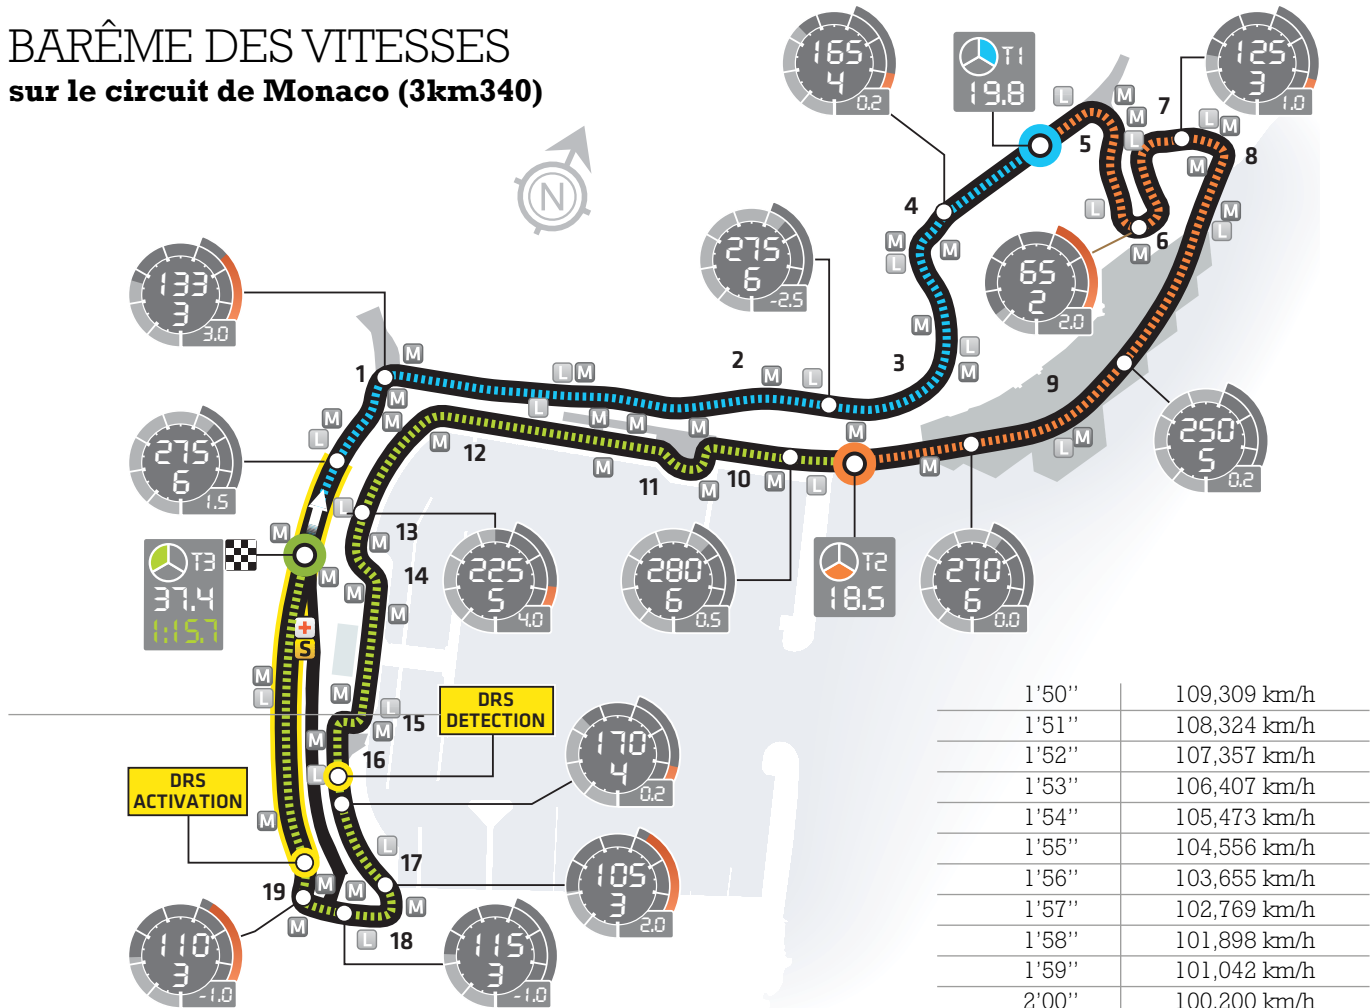 BARÊME DES VITESSES
sur le circuit de Monaco (3km340)
N
165
4
0.2
T1
19.8
125
3
1.0
L
M
M
L
5
7
L
M
M
8
4
M
L
M
L
6
M
M
L
275
6
-2.5
65
2
2.0
133
3
3.0
1
M
M
M
L
M
2
M
L
M
3
L
M
9
L
M
250
5
0.2
275
6
1.5
M
L
L
M
M
M
M
12
M
11
M
10
M
L
M
M
T3
37.4
1:15.7
M
M
L
13
M
14
M
M
225
5
4.0
280
6
0.5
T2
18.5
270
6
0.0
+
S
M
L
M
L
15
M
M
16
L
DRS
DETECTION
170
4
0.2
DRS
ACTIVATION
M
L
17
105
3
2.0
19
M
M
M
M
L
18
110
3
-1.0
115
3
-1.0
1'50'' 109,309 km/h
1'51'' 108,324 km/h
1'52'' 107,357 km/h
1'53'' 106,407 km/h
1'54'' 105,473 km/h
1'55'' 104,556 km/h
1'56'' 103,655 km/h
1'57'' 102,769 km/h
1'58'' 101,898 km/h
1'59'' 101,042 km/h
2'00'' 100,200 km/h